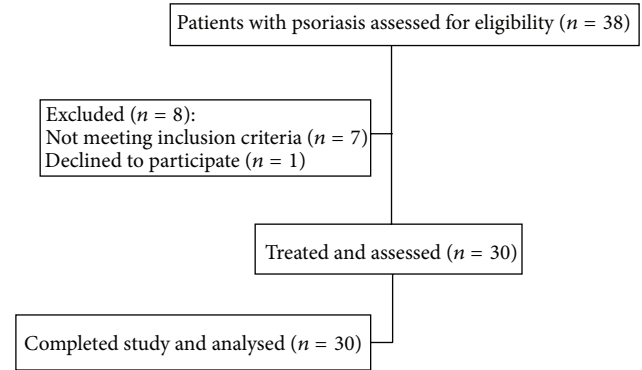 Patients with psoriasis assessed for eligibility (n = 38)
Excluded (n = 8):
Not meeting inclusion criteria (n = 7)
Declined to participate (n = 1)
Treated and assessed (n = 30)
Completed study and analysed (n = 30)